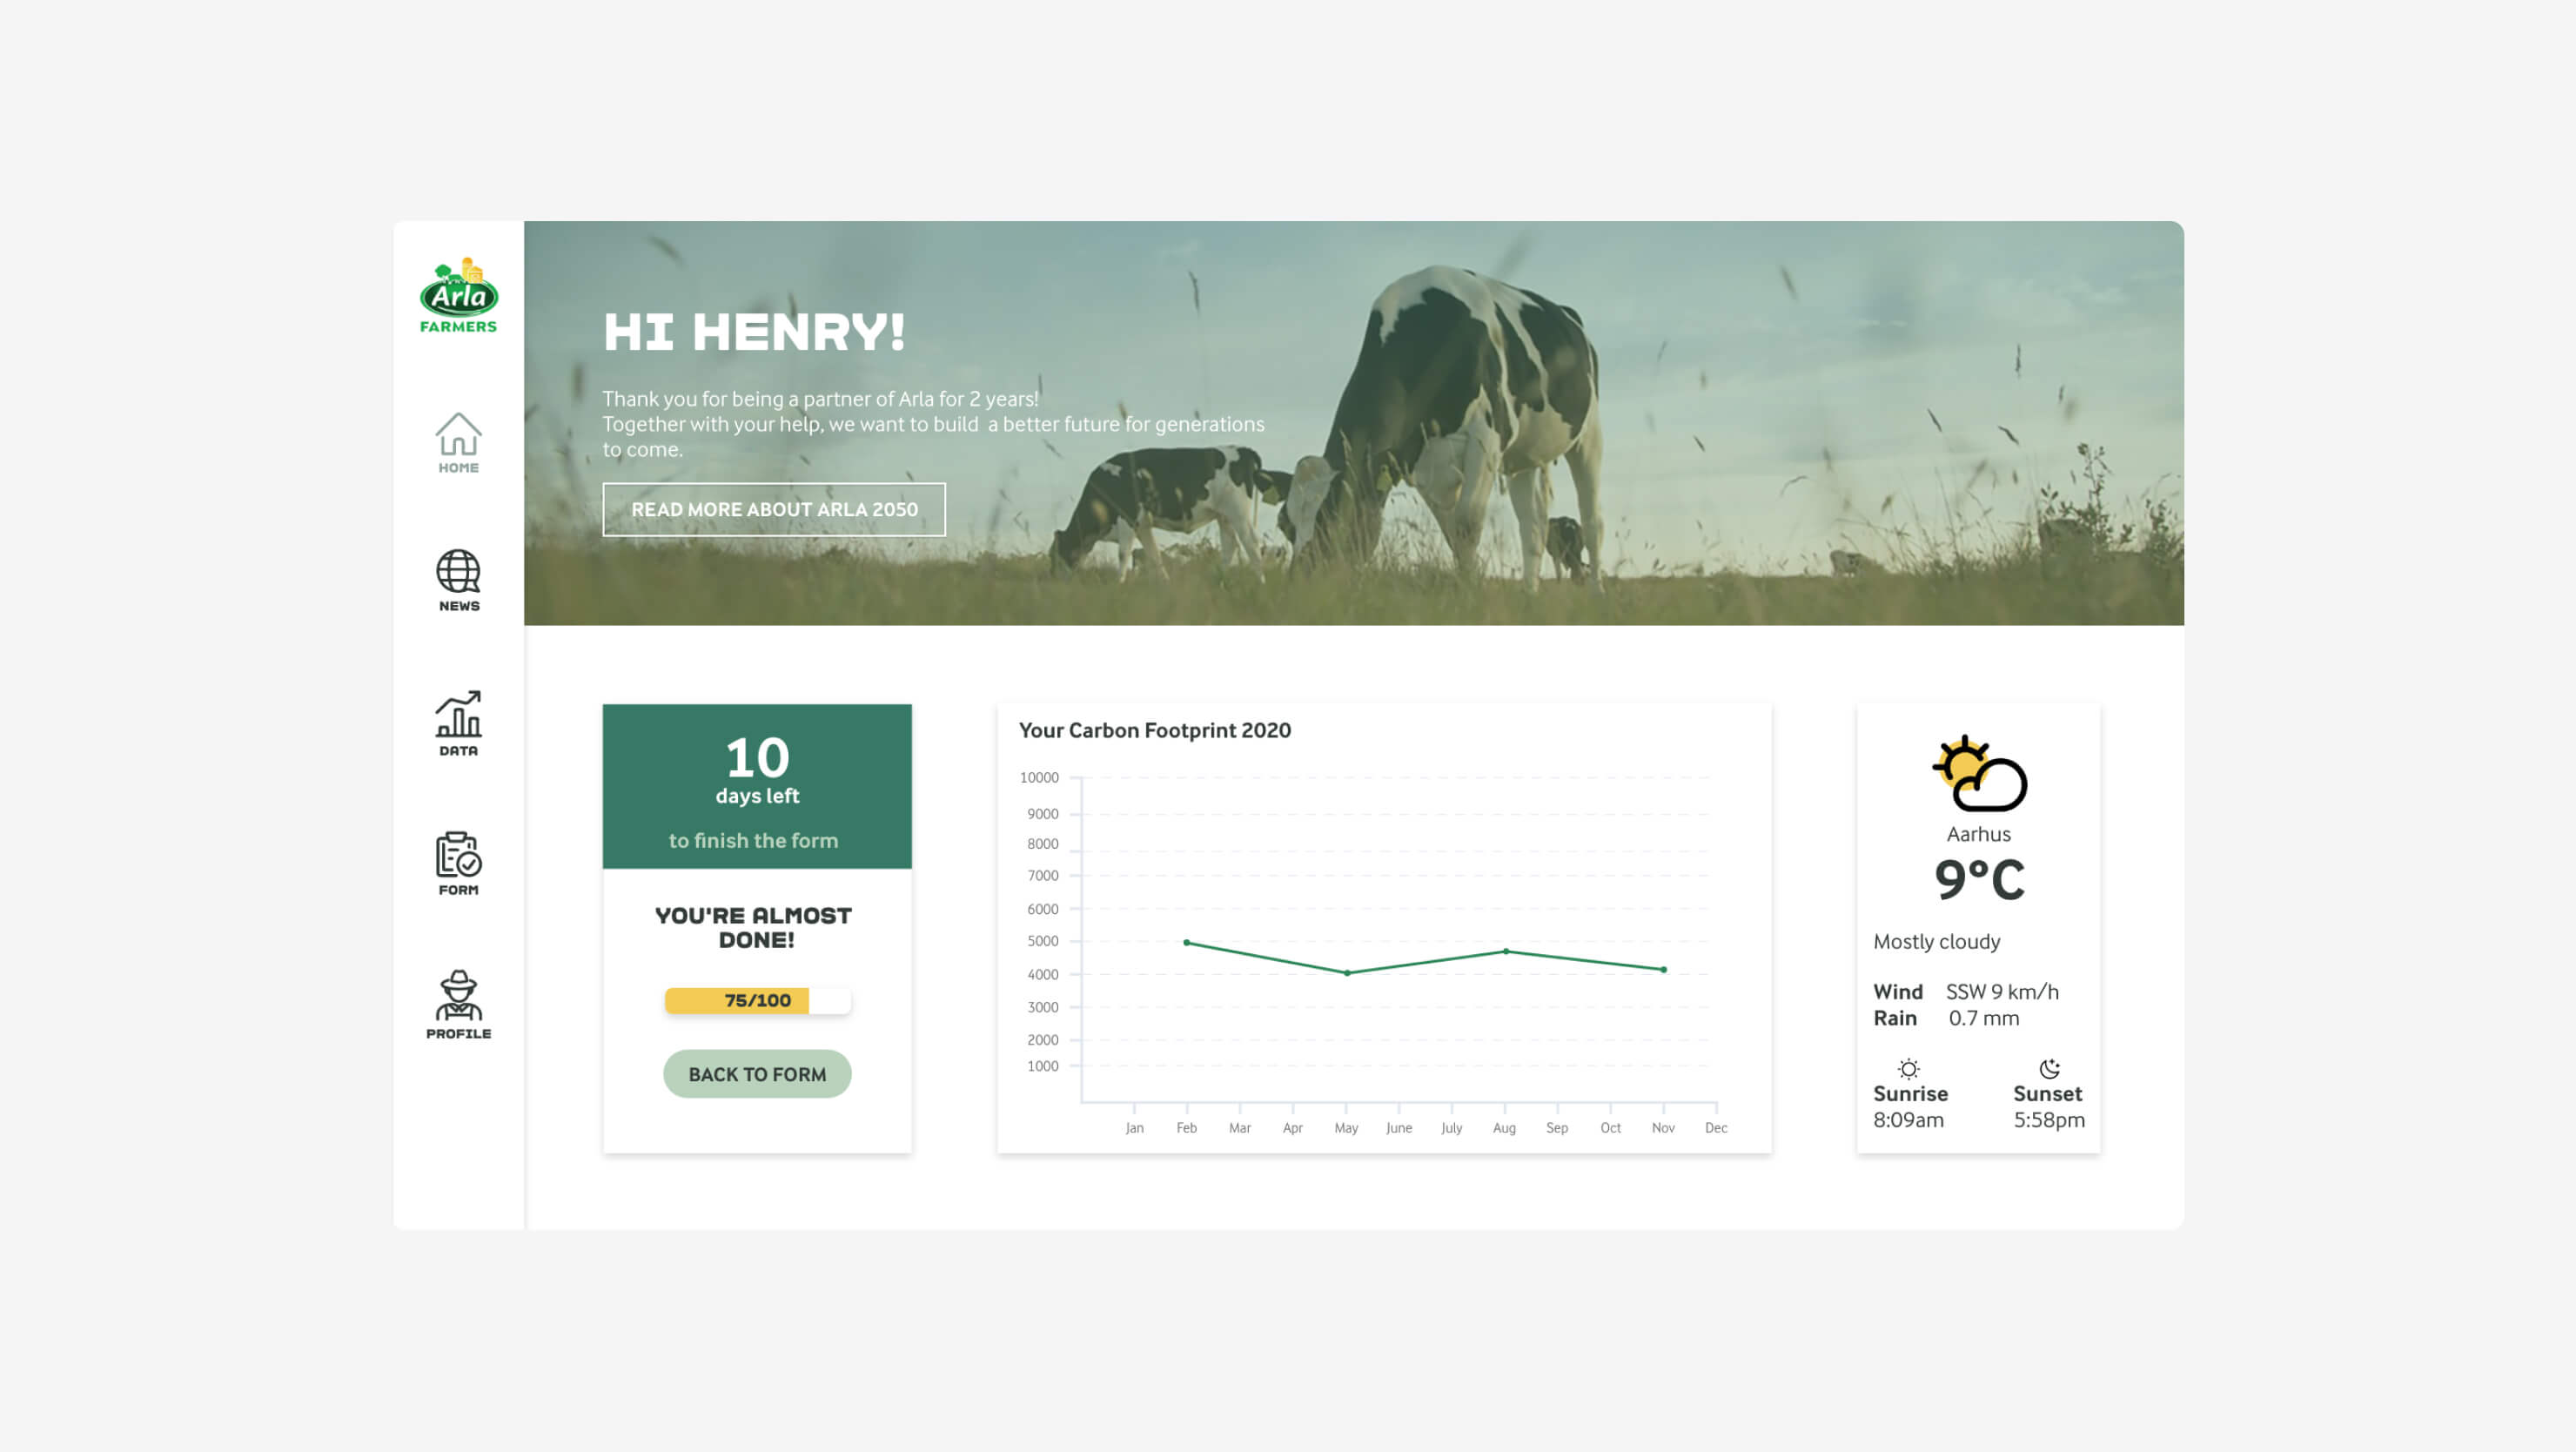 Arla
FARMERS
HOME
NEWS
DATA
FORM
PROFILE
HI HENRY!
Thank you for being a partner of Arla for 2 years!
Together with your help, we want to build a better future for generations
to come.
READ MORE ABOUT ARLA 2050
10
days left
to finish the form
YOU'RE ALMOST
DONE!
75/100
BACK TO FORM
Your Carbon Footprint 2020
10000
9000
8000
7000
6000
5000
4000
3000
2000
1000
Jan Feb Mar Apr May June July Aug Sep Oct Nov Dec
Aarhus
9°C
Mostly cloudy
Wind SSW 9 km/h
Rain 0.7 mm
Sunrise Sunset
8:09am 5:58pm